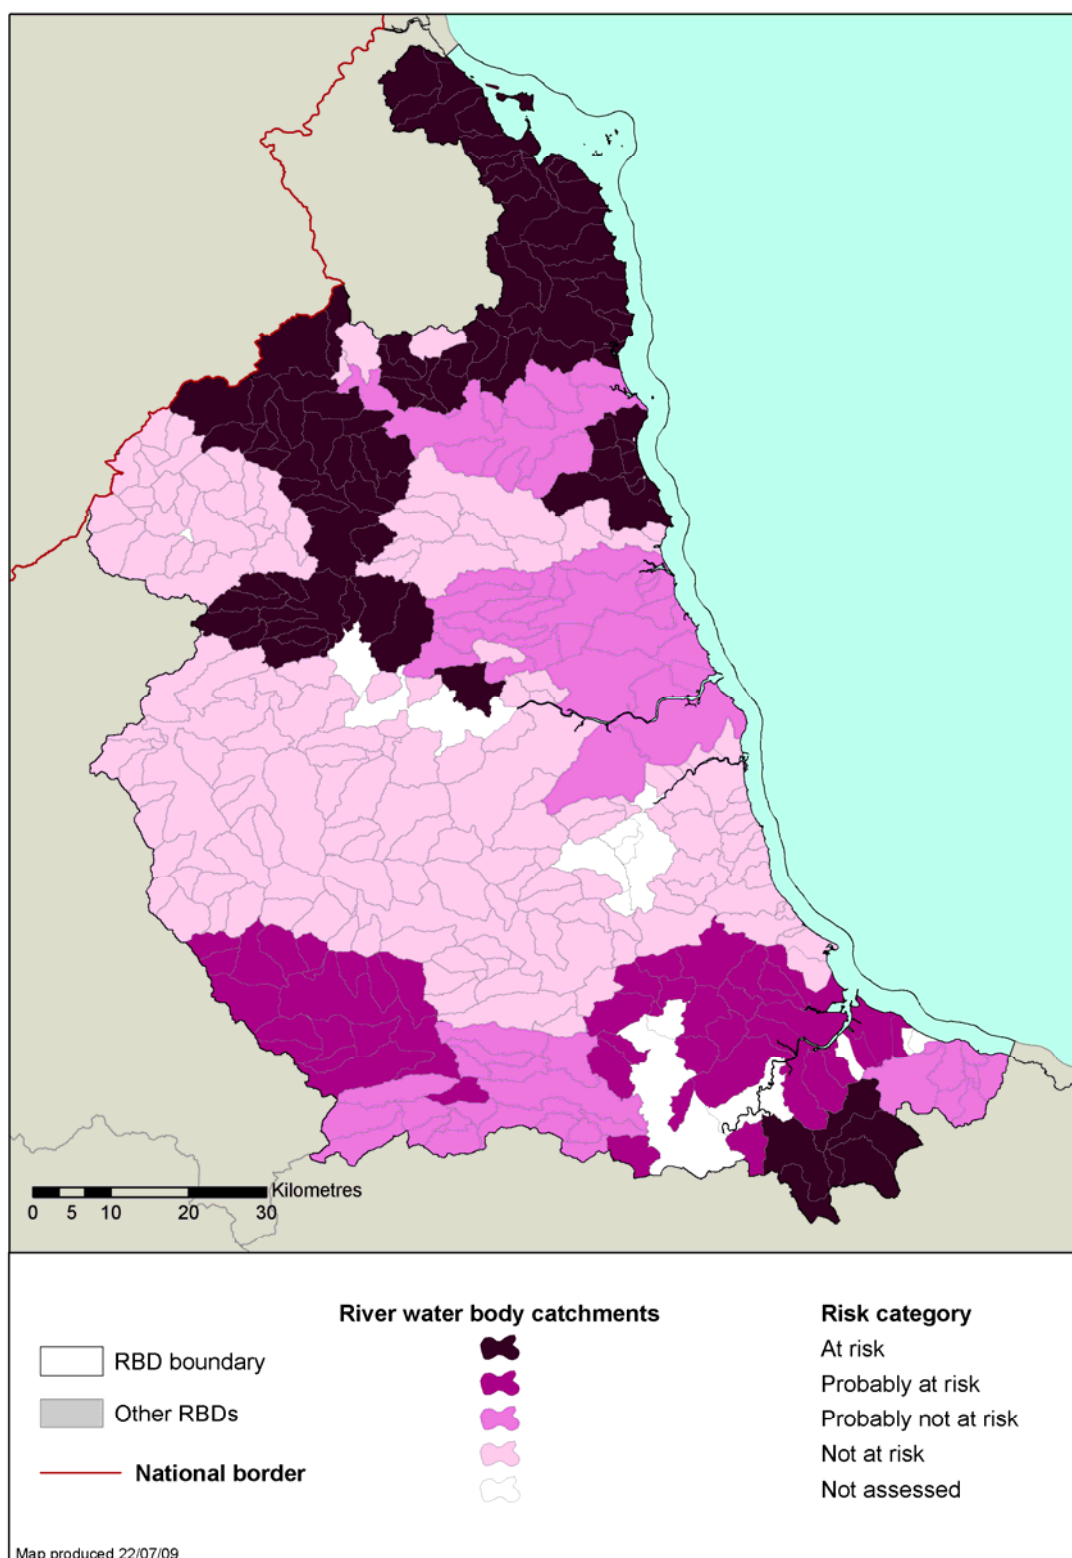 Kilometres
0 5 10 20 30
River water body catchments Risk category
At risk
RBD boundary
Probably at risk
Other RBDs
Probably not at risk
Not at risk
National border
Not assessed
Map produced 22/07/09